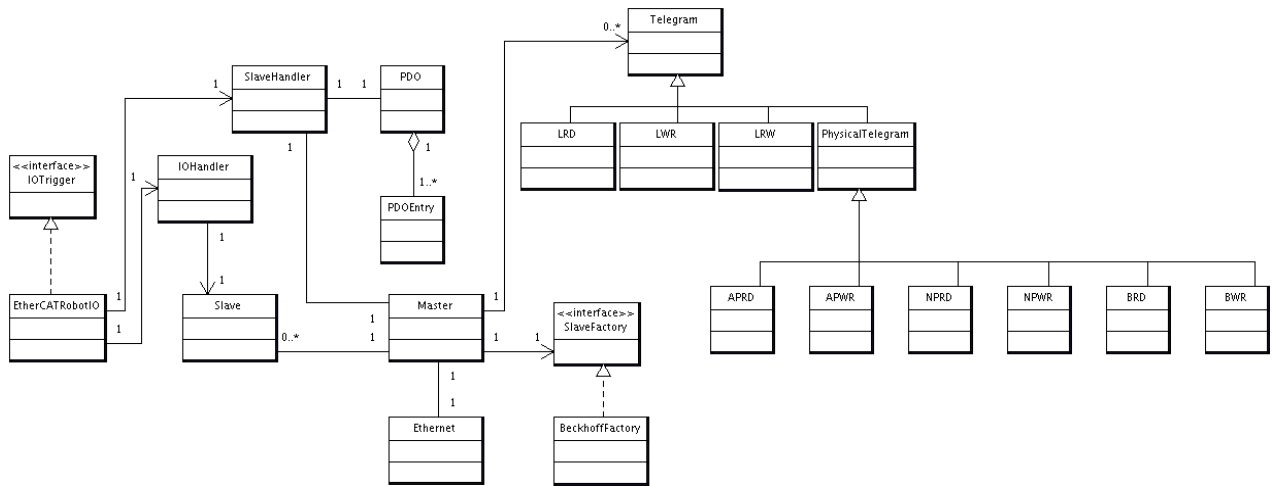 Telegram
0..*
SlaveHandler
PDO
1
1
1
LRD
LWR
LRW
PhysicalTelegram
1
1
<<interface>>
IOTrigger
IOHandler
1
1..*
PDOEntry
1
1
EtherCATRobotIO
1
1
Slave
0..*
Master
1
1
1
1
1
<<interface>>
SlaveFactory
APRD
APWR
NPRD
NPWR
BRD
BWR
1
1
Ethernet
BeckhoffFactory